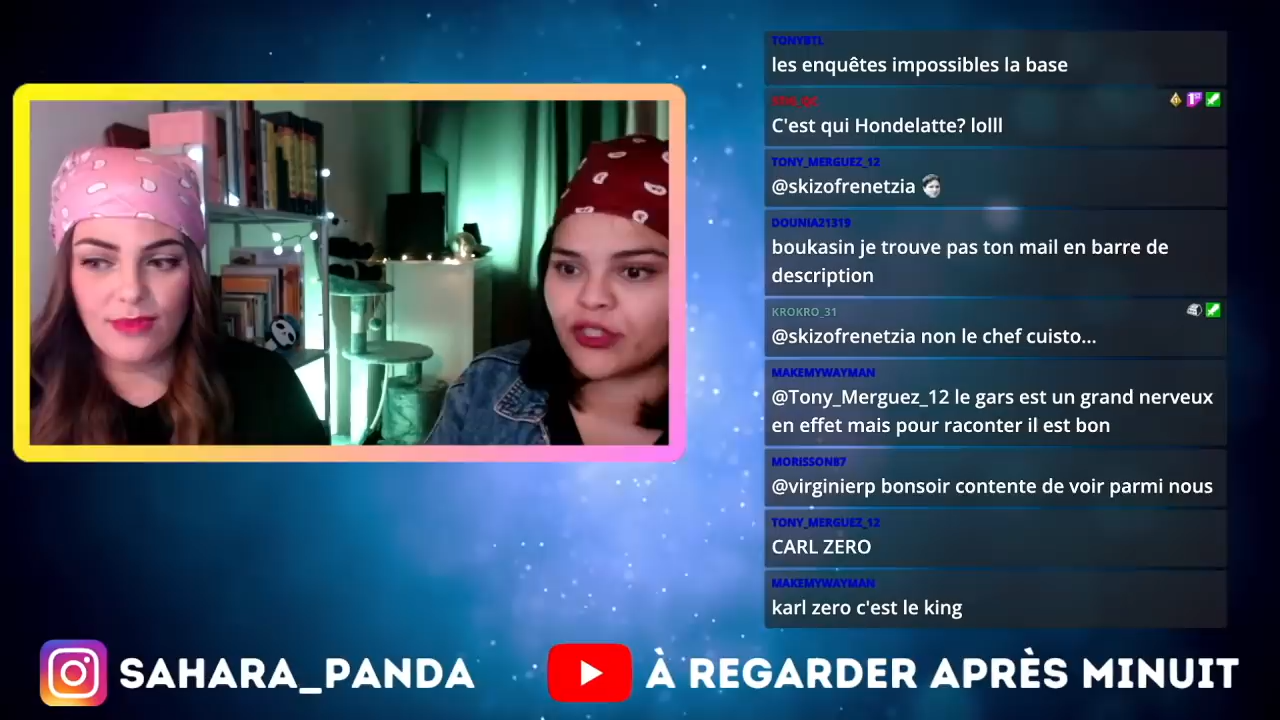 TONYBTL
les enquêtes impossibles la base
C'est qui Hondelatte? lolll
TONY_MERGUEZ_12
@skizofrenetzia
DOUNIA21319
boukasin je trouve pas ton mail en barre de
description
KROKRO_31
@skizofrenetzia non le chef cuisto...
MAKEMYWAYMAN
@Tony_Merguez_12 le gars est un grand nerveux
en effet mais pour raconter il est bon
MORISSON87
@virginierp bonsoir contente de voir parmi nous
TONY_MERGUEZ_12
CARL ZERO
MAKEMYWAYMAN
karl zero c'est le king
SAHARA_PANDA
À REGARDER APRÈS MINUIT